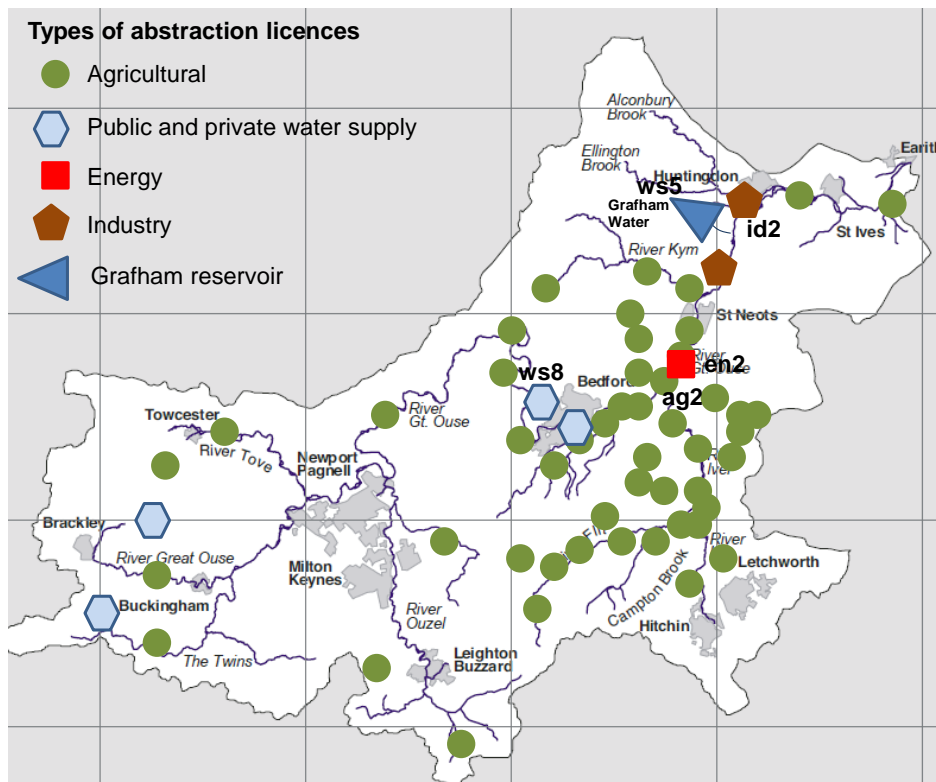 Types of abstraction licences
Agricultural
Public and private water supply
Energy
Industry
Grafham reservoir
Alconbury
Brook
Ellington
Brook
Huntingdon
Earith
ws5
Grafham
Water
id2
St Ives
River Kym
St Neots
River
Gt. Ouse
en2
ws8
Bedford
ag2
Towcester
River
Gt. Ouse
River Tove
Newport
Pagnell
Brackley
River Great Ouse
Milton
Keynes
River
Campton Brook
Letchworth
Buckingham
River
Ouzel
Hitchin
The Twins
Leighton
Buzzard